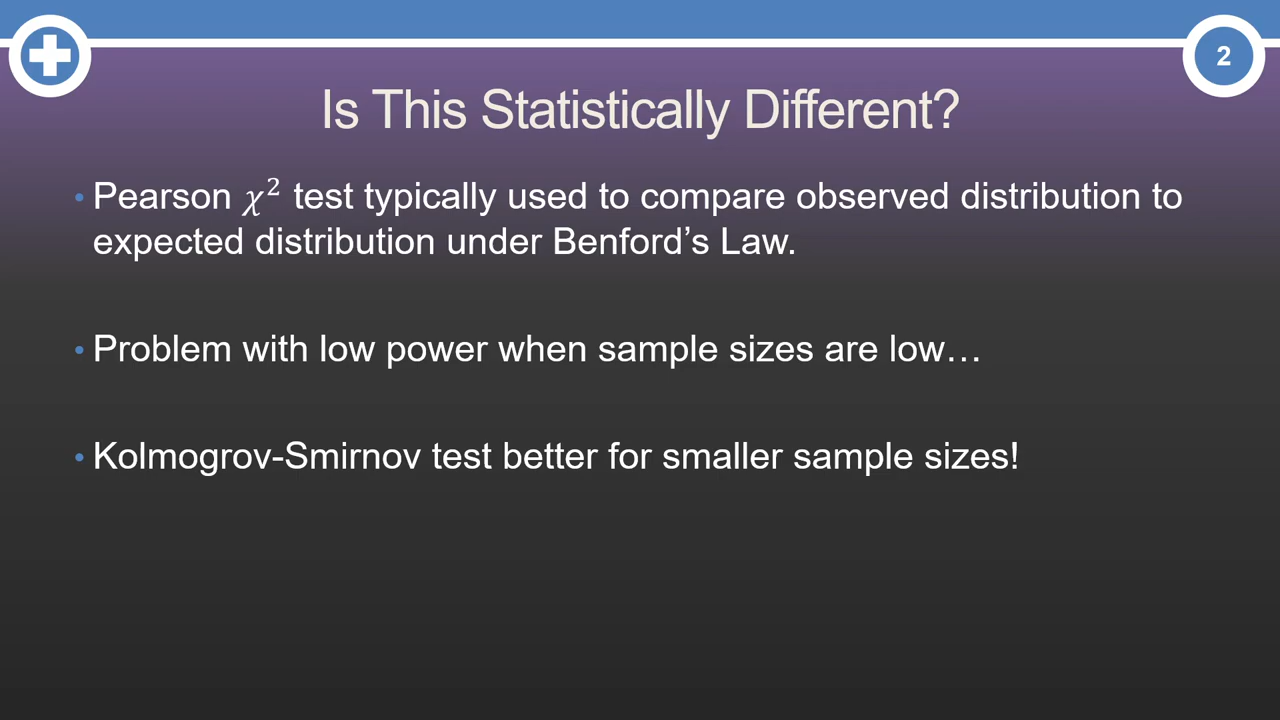 2
Is This Statistically Different?
• Pearson 𝜒² test typically used to compare observed distribution to
expected distribution under Benford’s Law.
• Problem with low power when sample sizes are low…
• Kolmogrov-Smirnov test better for smaller sample sizes!